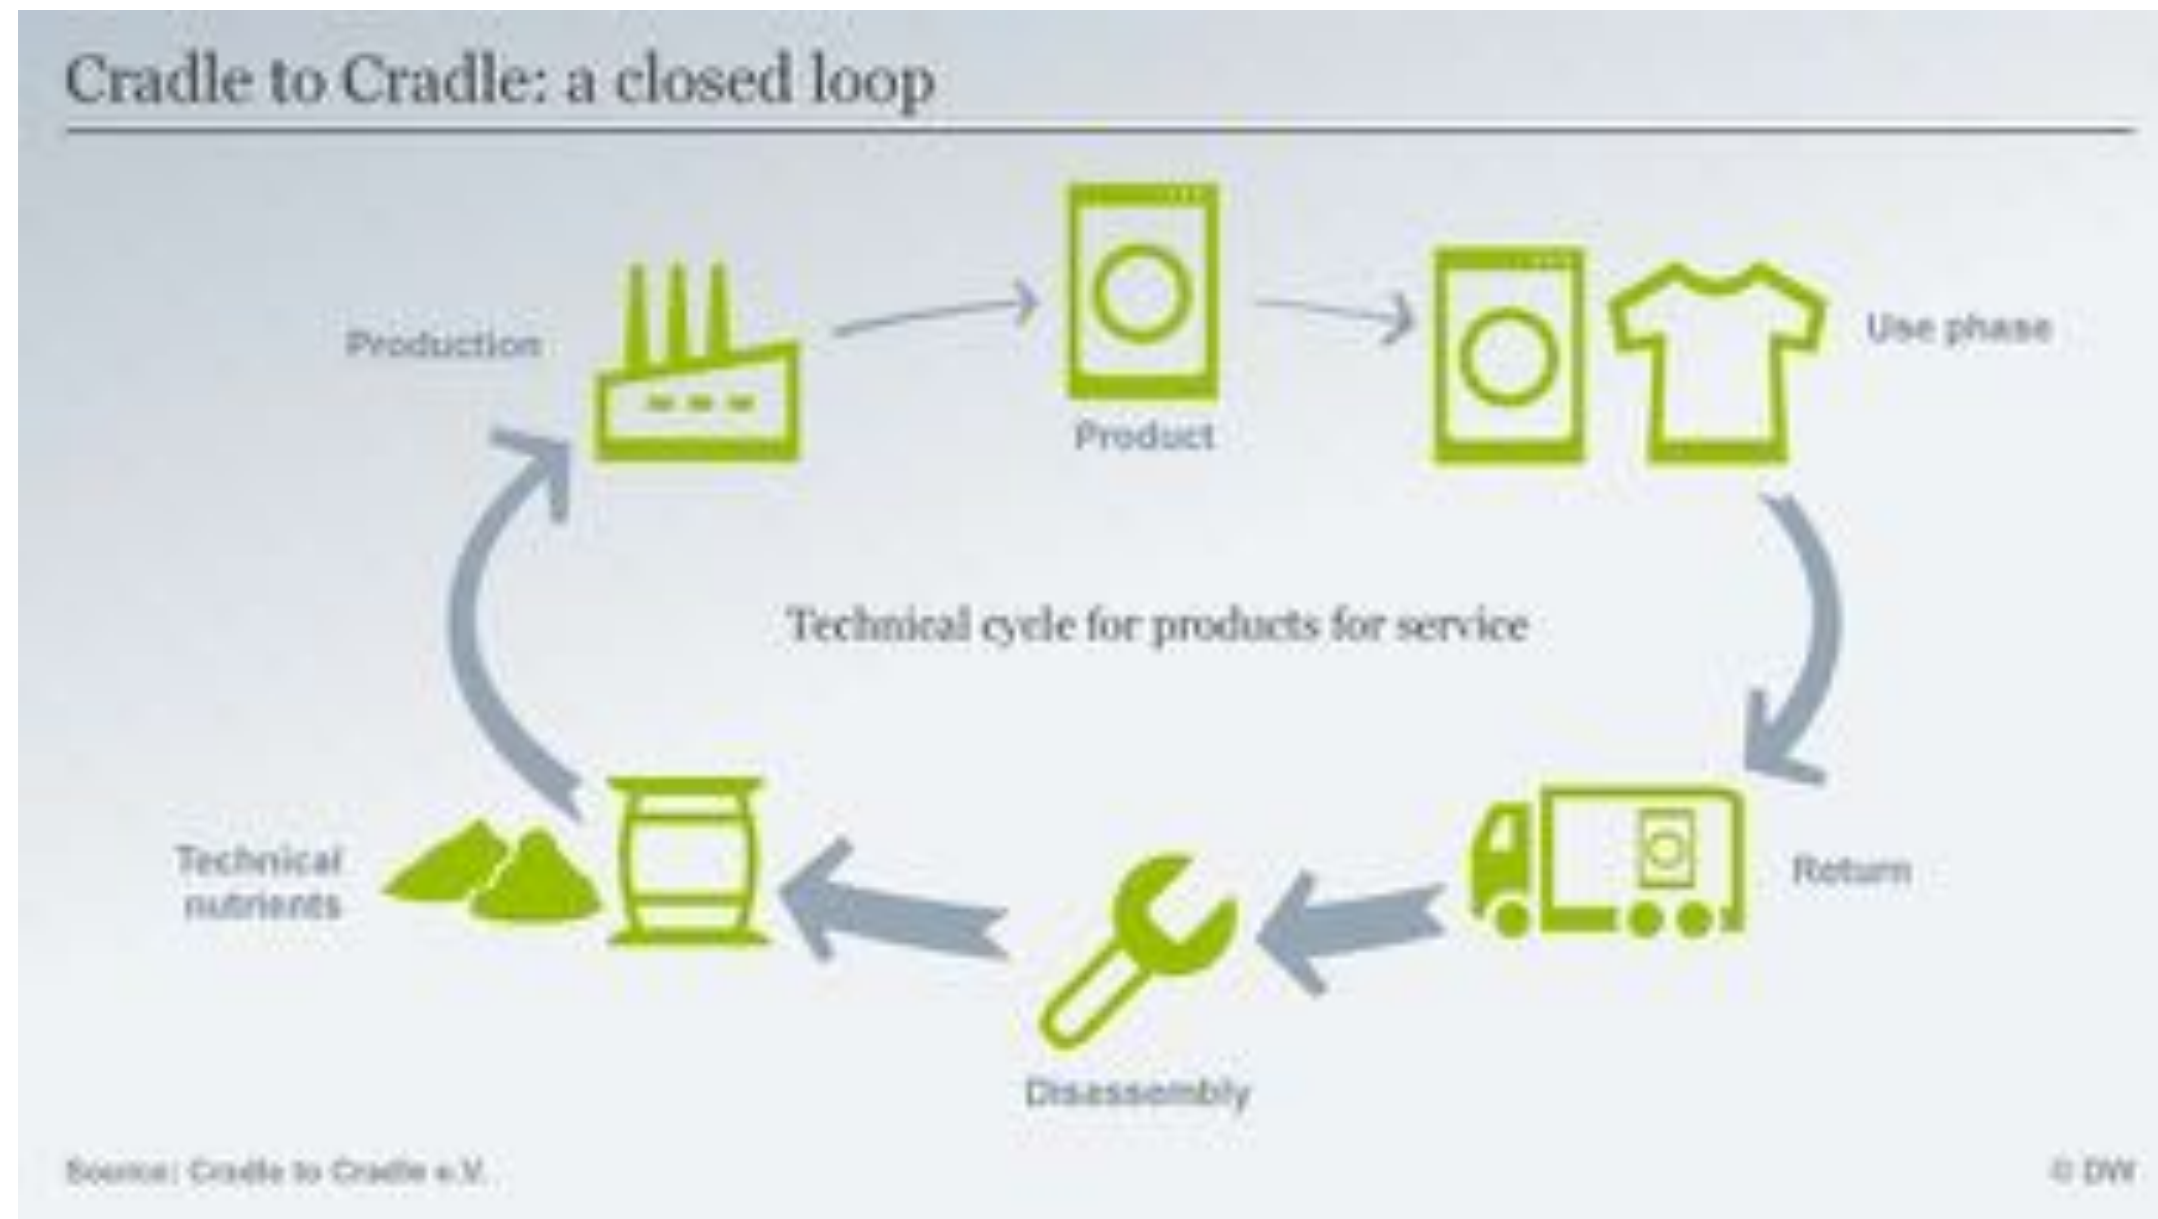 Cradle to Cradle: a closed loop
Production
Product
Use phase
Technical cycle for products for service
Technical
nutrients
Return
Disassembly
Source: Cradle to Cradle e.V.
© DW